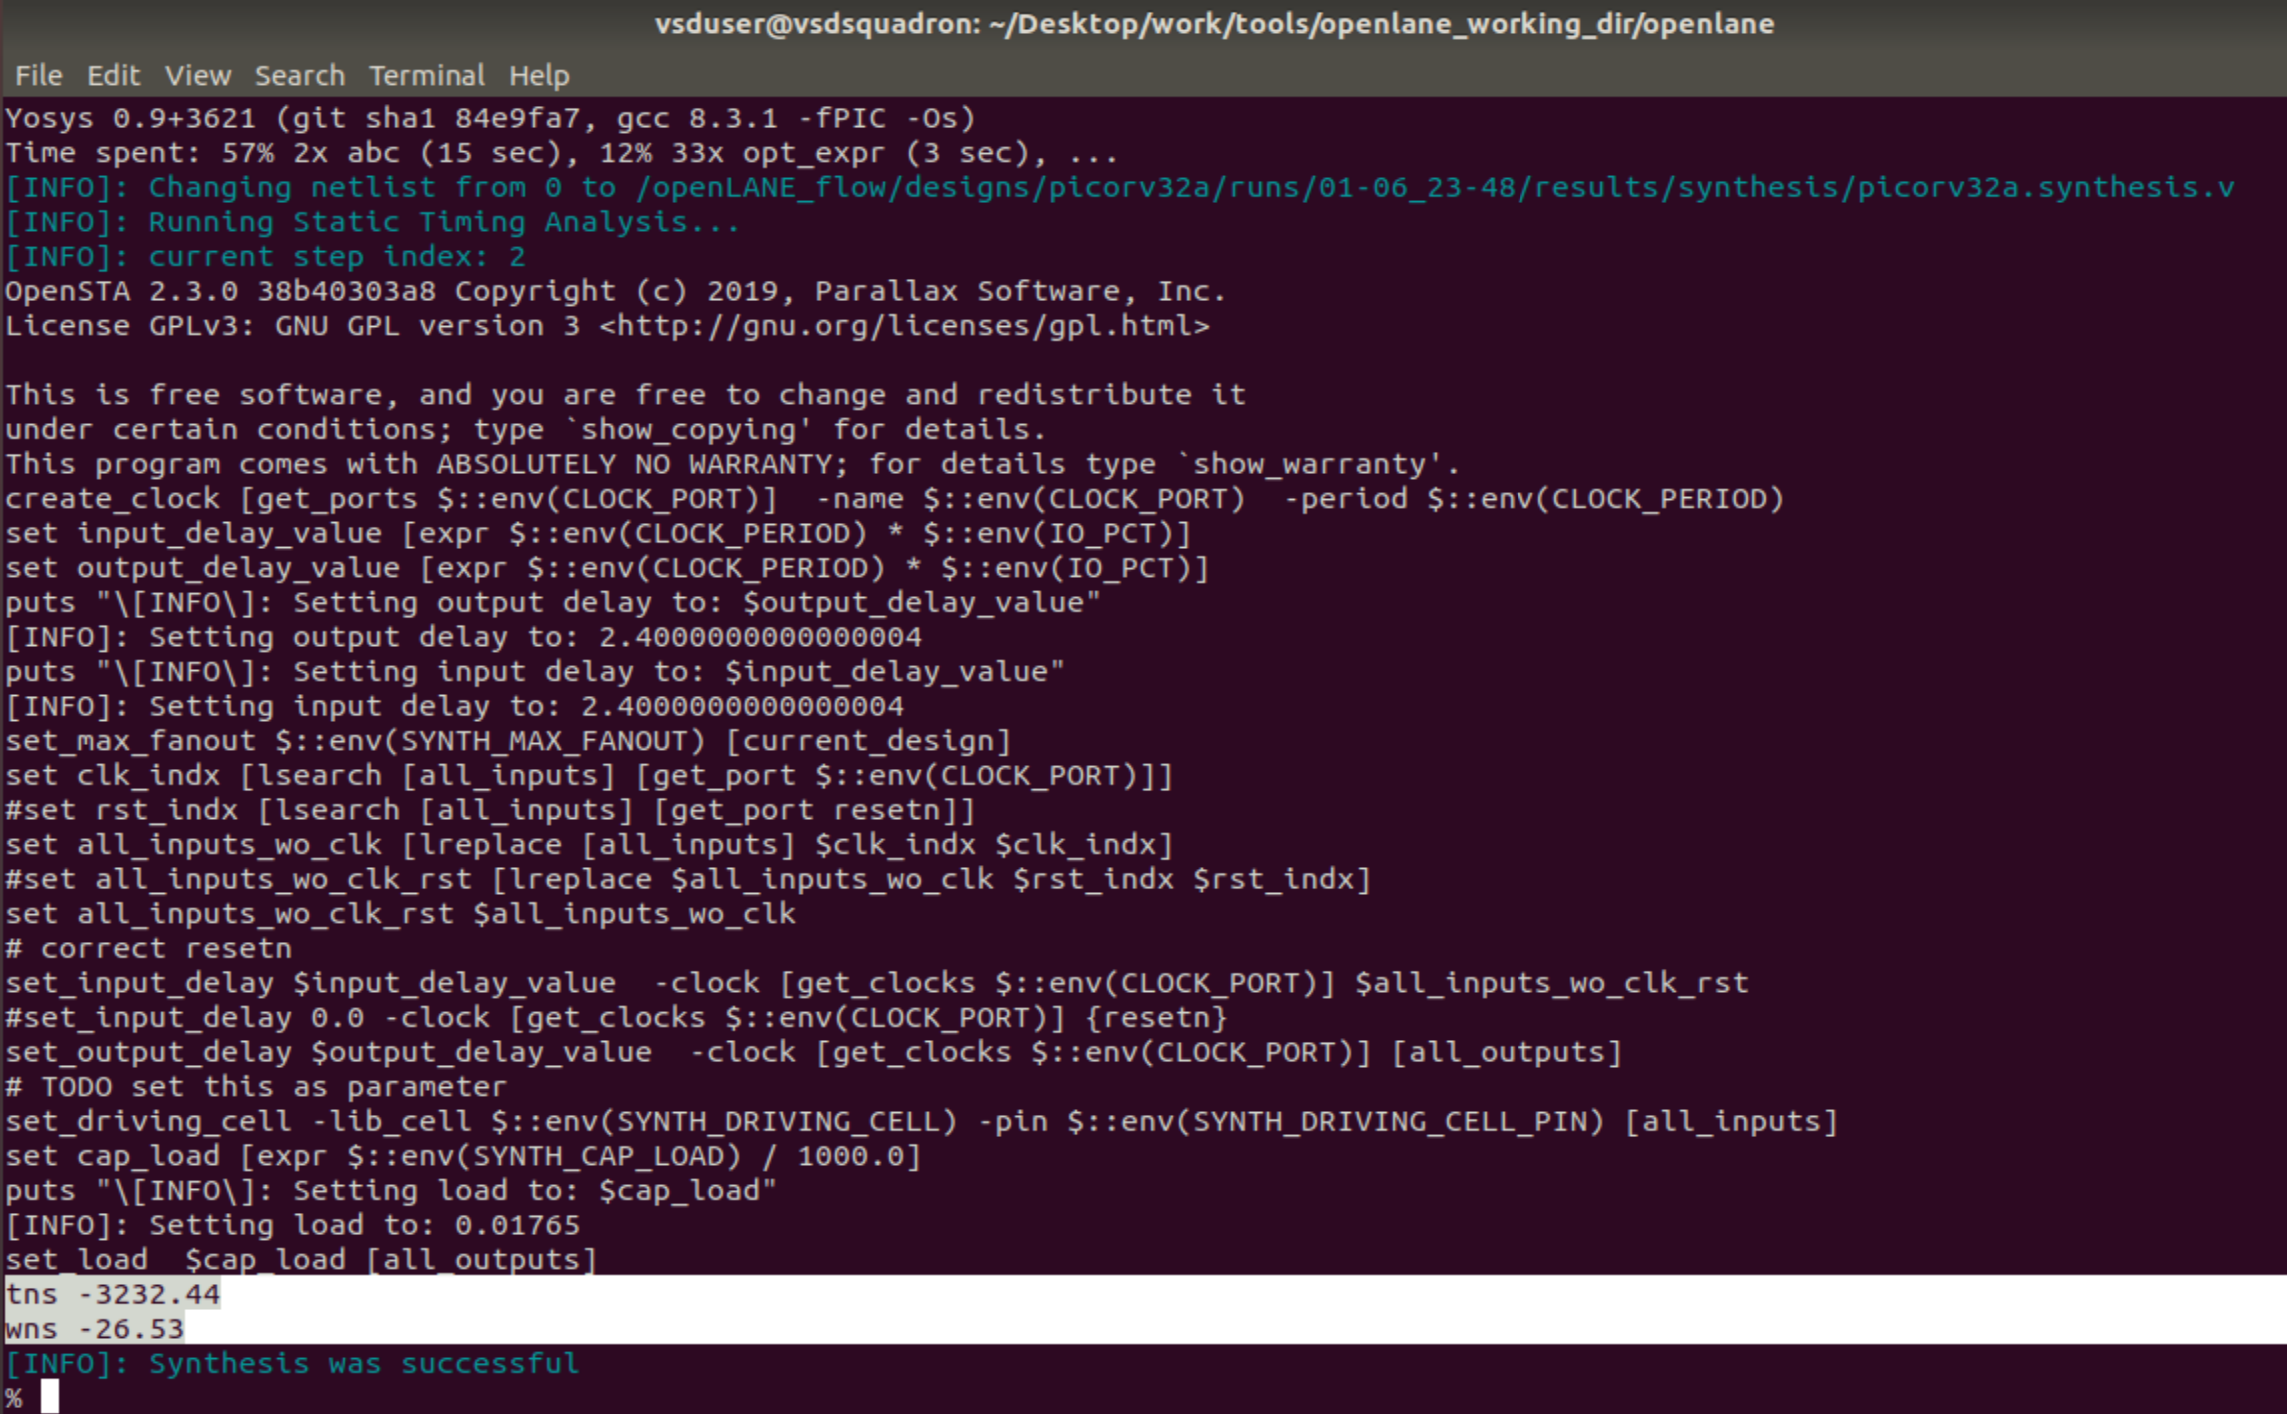 vsduser@vsdsquadron: ~/Desktop/work/tools/openlane_working_dir/openlane
File Edit View Search Terminal Help
Yosys 0.9+3621 (git sha1 84e9fa7, gcc 8.3.1 -fPIC -Os)
Time spent: 57% 2x abc (15 sec), 12% 33x opt_expr (3 sec), ...
[INFO]: Changing netlist from 0 to /openLANE_flow/designs/picorv32a/runs/01-06_23-48/results/synthesis/picorv32a.synthesis.v
[INFO]: Running Static Timing Analysis...
[INFO]: current step index: 2
OpenSTA 2.3.0 38b40303a8 Copyright (c) 2019, Parallax Software, Inc.
License GPLv3: GNU GPL version 3 <http://gnu.org/licenses/gpl.html>

This is free software, and you are free to change and redistribute it
under certain conditions; type `show_copying' for details.
This program comes with ABSOLUTELY NO WARRANTY; for details type `show_warranty'.
create_clock [get_ports $::env(CLOCK_PORT)]  -name $::env(CLOCK_PORT)  -period $::env(CLOCK_PERIOD)
set input_delay_value [expr $::env(CLOCK_PERIOD) * $::env(IO_PCT)]
set output_delay_value [expr $::env(CLOCK_PERIOD) * $::env(IO_PCT)]
puts "\[INFO\]: Setting output delay to: $output_delay_value"
[INFO]: Setting output delay to: 2.4000000000000004
puts "\[INFO\]: Setting input delay to: $input_delay_value"
[INFO]: Setting input delay to: 2.4000000000000004
set_max_fanout $::env(SYNTH_MAX_FANOUT) [current_design]
set clk_indx [lsearch [all_inputs] [get_port $::env(CLOCK_PORT)]]
#set rst_indx [lsearch [all_inputs] [get_port resetn]]
set all_inputs_wo_clk [lreplace [all_inputs] $clk_indx $clk_indx]
#set all_inputs_wo_clk_rst [lreplace $all_inputs_wo_clk $rst_indx $rst_indx]
set all_inputs_wo_clk_rst $all_inputs_wo_clk
# correct resetn
set_input_delay $input_delay_value  -clock [get_clocks $::env(CLOCK_PORT)] $all_inputs_wo_clk_rst
#set_input_delay 0.0 -clock [get_clocks $::env(CLOCK_PORT)] {resetn}
set_output_delay $output_delay_value  -clock [get_clocks $::env(CLOCK_PORT)] [all_outputs]
# TODO set this as parameter
set_driving_cell -lib_cell $::env(SYNTH_DRIVING_CELL) -pin $::env(SYNTH_DRIVING_CELL_PIN) [all_inputs]
set cap_load [expr $::env(SYNTH_CAP_LOAD) / 1000.0]
puts "\[INFO\]: Setting load to: $cap_load"
[INFO]: Setting load to: 0.01765
set_load  $cap_load [all_outputs]
tns -3232.44
wns -26.53
[INFO]: Synthesis was successful
%